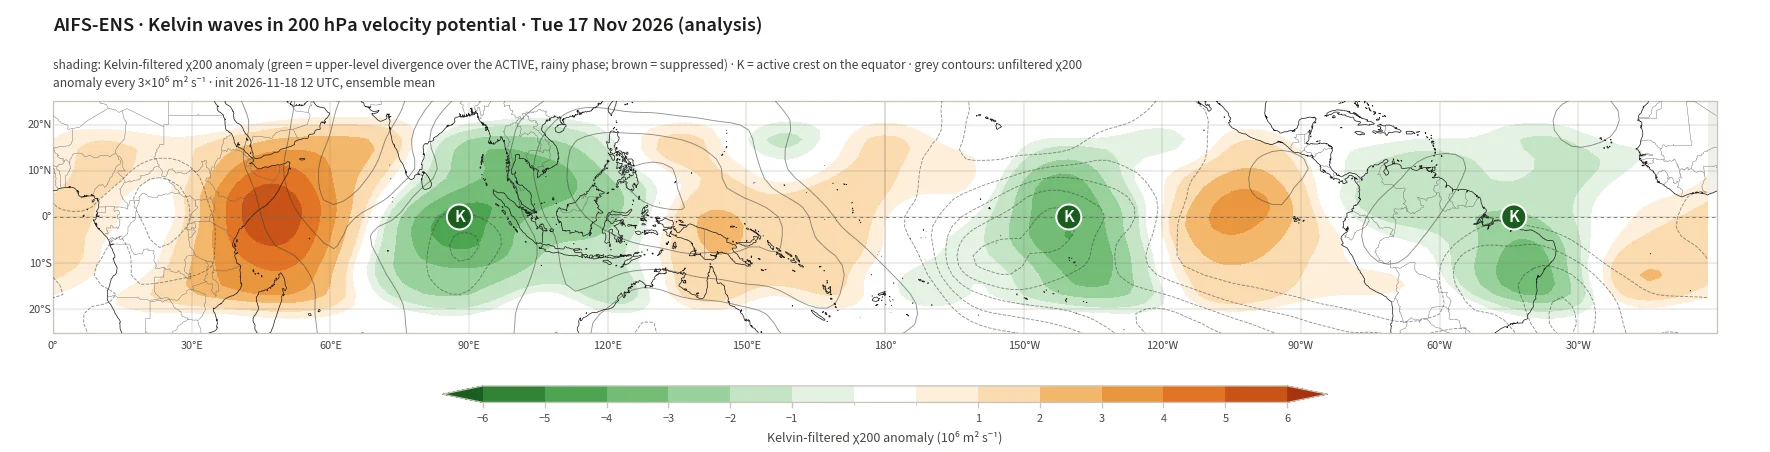 AIFS-ENS · Kelvin waves in 200 hPa velocity potential · Tue 17 Nov 2026 (analysis)
shading: Kelvin-filtered χ200 anomaly (green = upper-level divergence over the ACTIVE, rainy phase; brown = suppressed) · K = active crest on the equator · grey contours: unfiltered χ200
anomaly every 3×10⁶ m² s⁻¹ · init 2026-11-18 12 UTC, ensemble mean
20°N
10°N
0°
10°S
20°S
K K K
0° 30°E 60°E 90°E 120°E 150°E 180° 150°W 120°W 90°W 60°W 30°W
−6 −5 −4 −3 −2 −1 1 2 3 4 5 6
Kelvin-filtered χ200 anomaly (10⁶ m² s⁻¹)